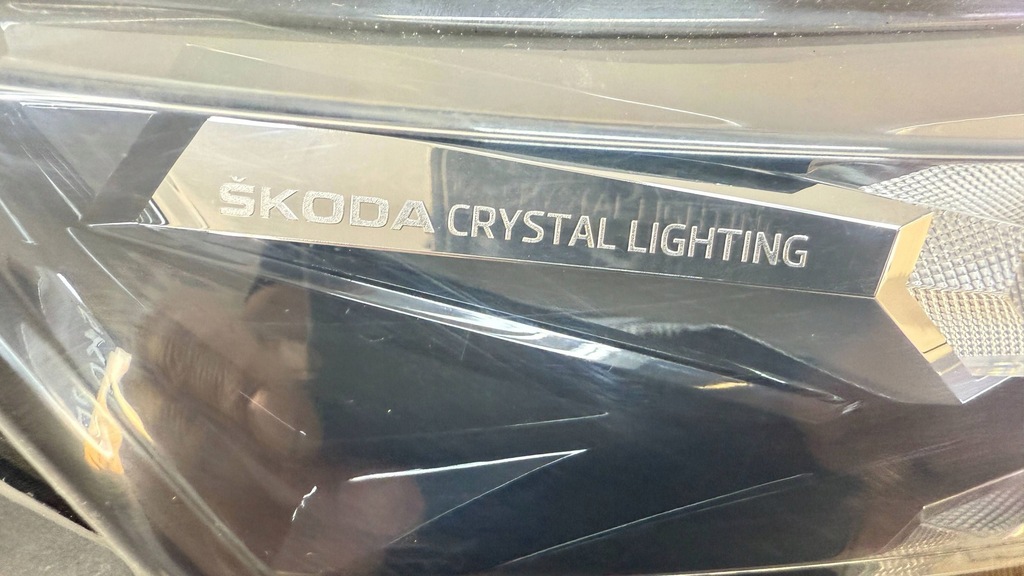 ŠKODA CRYSTAL LIGHTING